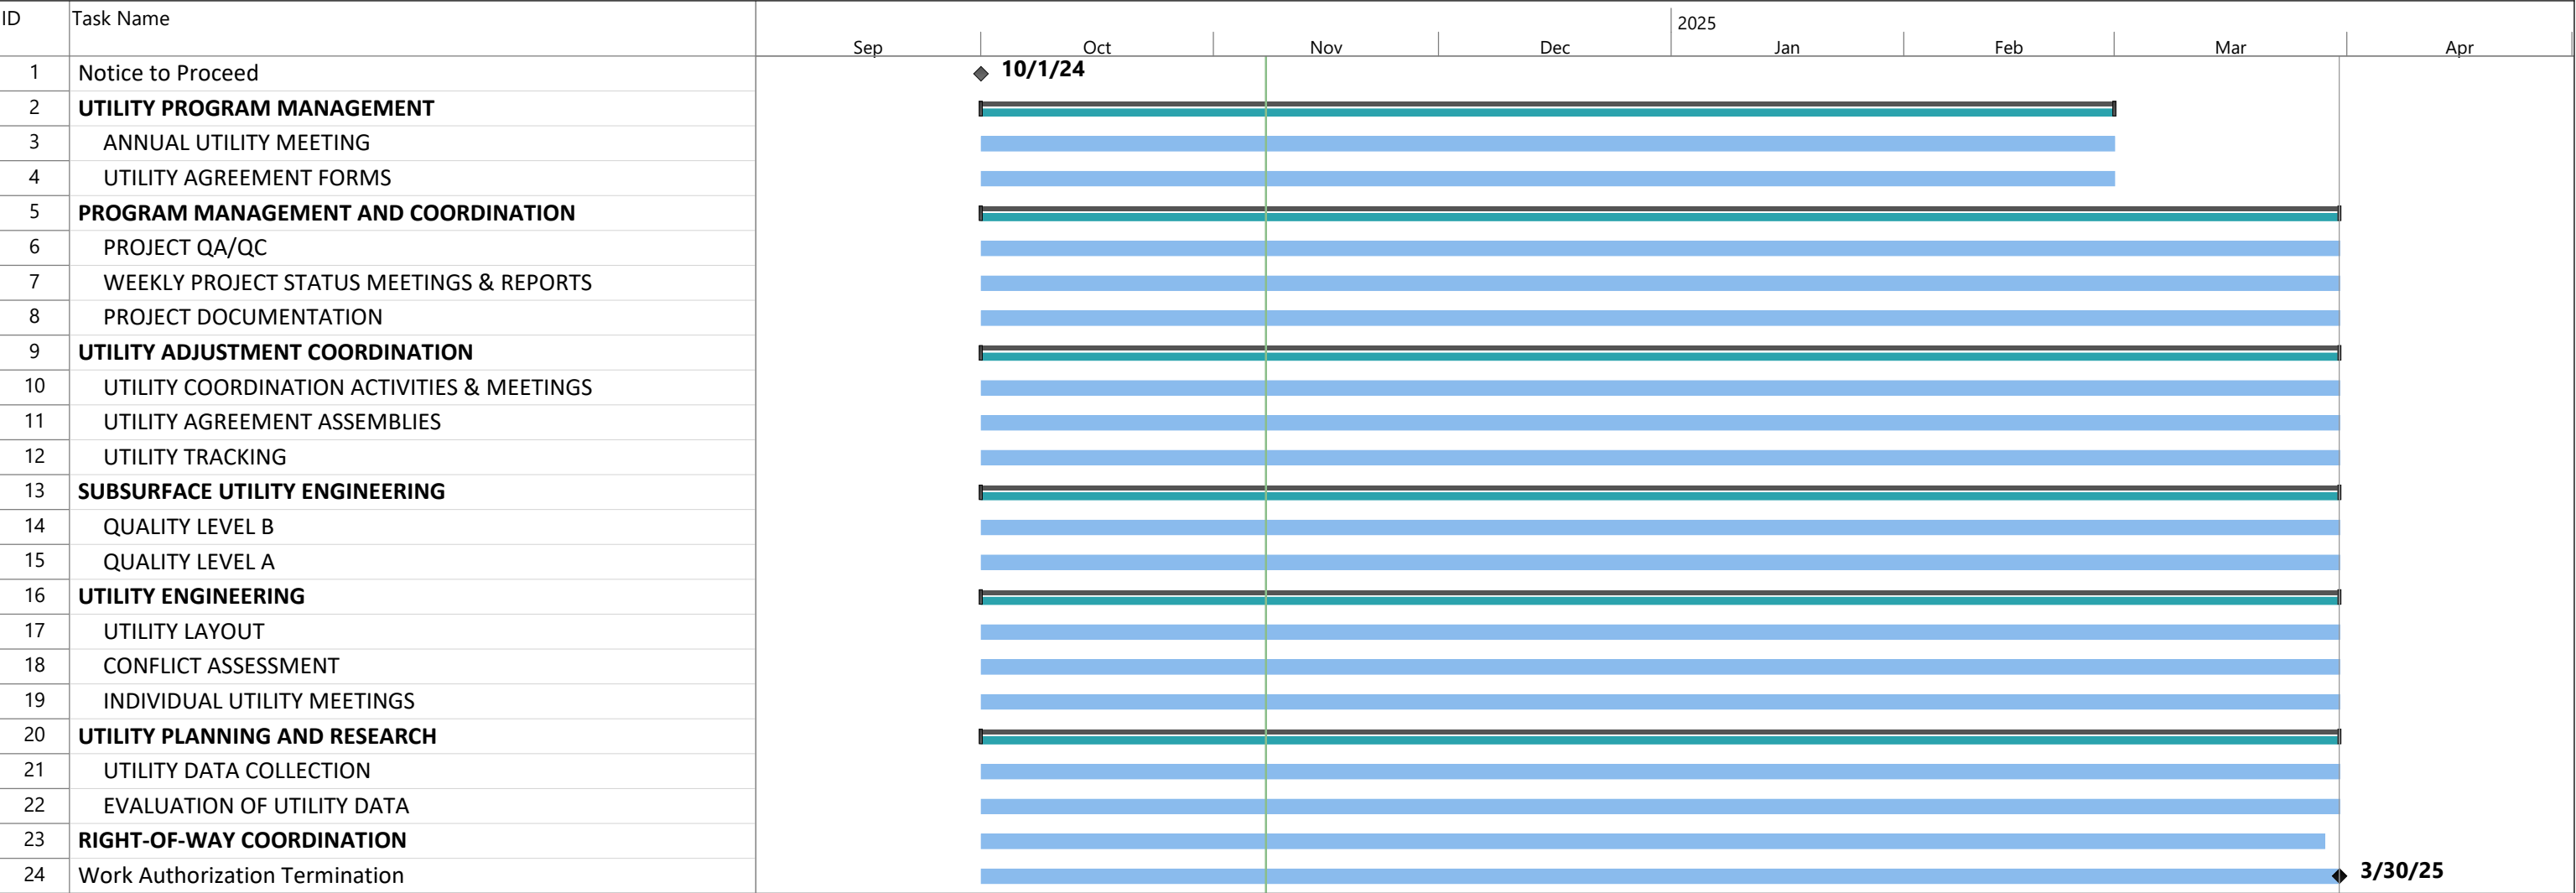 ID Task Name 2025
Sep Oct Nov Dec Jan Feb Mar Apr
1 Notice to Proceed 10/1/24
2 UTILITY PROGRAM MANAGEMENT
3 ANNUAL UTILITY MEETING
4 UTILITY AGREEMENT FORMS
5 PROGRAM MANAGEMENT AND COORDINATION
6 PROJECT QA/QC
7 WEEKLY PROJECT STATUS MEETINGS & REPORTS
8 PROJECT DOCUMENTATION
9 UTILITY ADJUSTMENT COORDINATION
10 UTILITY COORDINATION ACTIVITIES & MEETINGS
11 UTILITY AGREEMENT ASSEMBLIES
12 UTILITY TRACKING
13 SUBSURFACE UTILITY ENGINEERING
14 QUALITY LEVEL B
15 QUALITY LEVEL A
16 UTILITY ENGINEERING
17 UTILITY LAYOUT
18 CONFLICT ASSESSMENT
19 INDIVIDUAL UTILITY MEETINGS
20 UTILITY PLANNING AND RESEARCH
21 UTILITY DATA COLLECTION
22 EVALUATION OF UTILITY DATA
23 RIGHT-OF-WAY COORDINATION
24 Work Authorization Termination 3/30/25